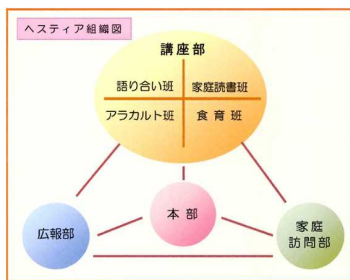 ヘスティア組織図
講座部
語り合い班 家庭読書班
アラカルト班 食育班
本部
広報部
家庭
訪問部